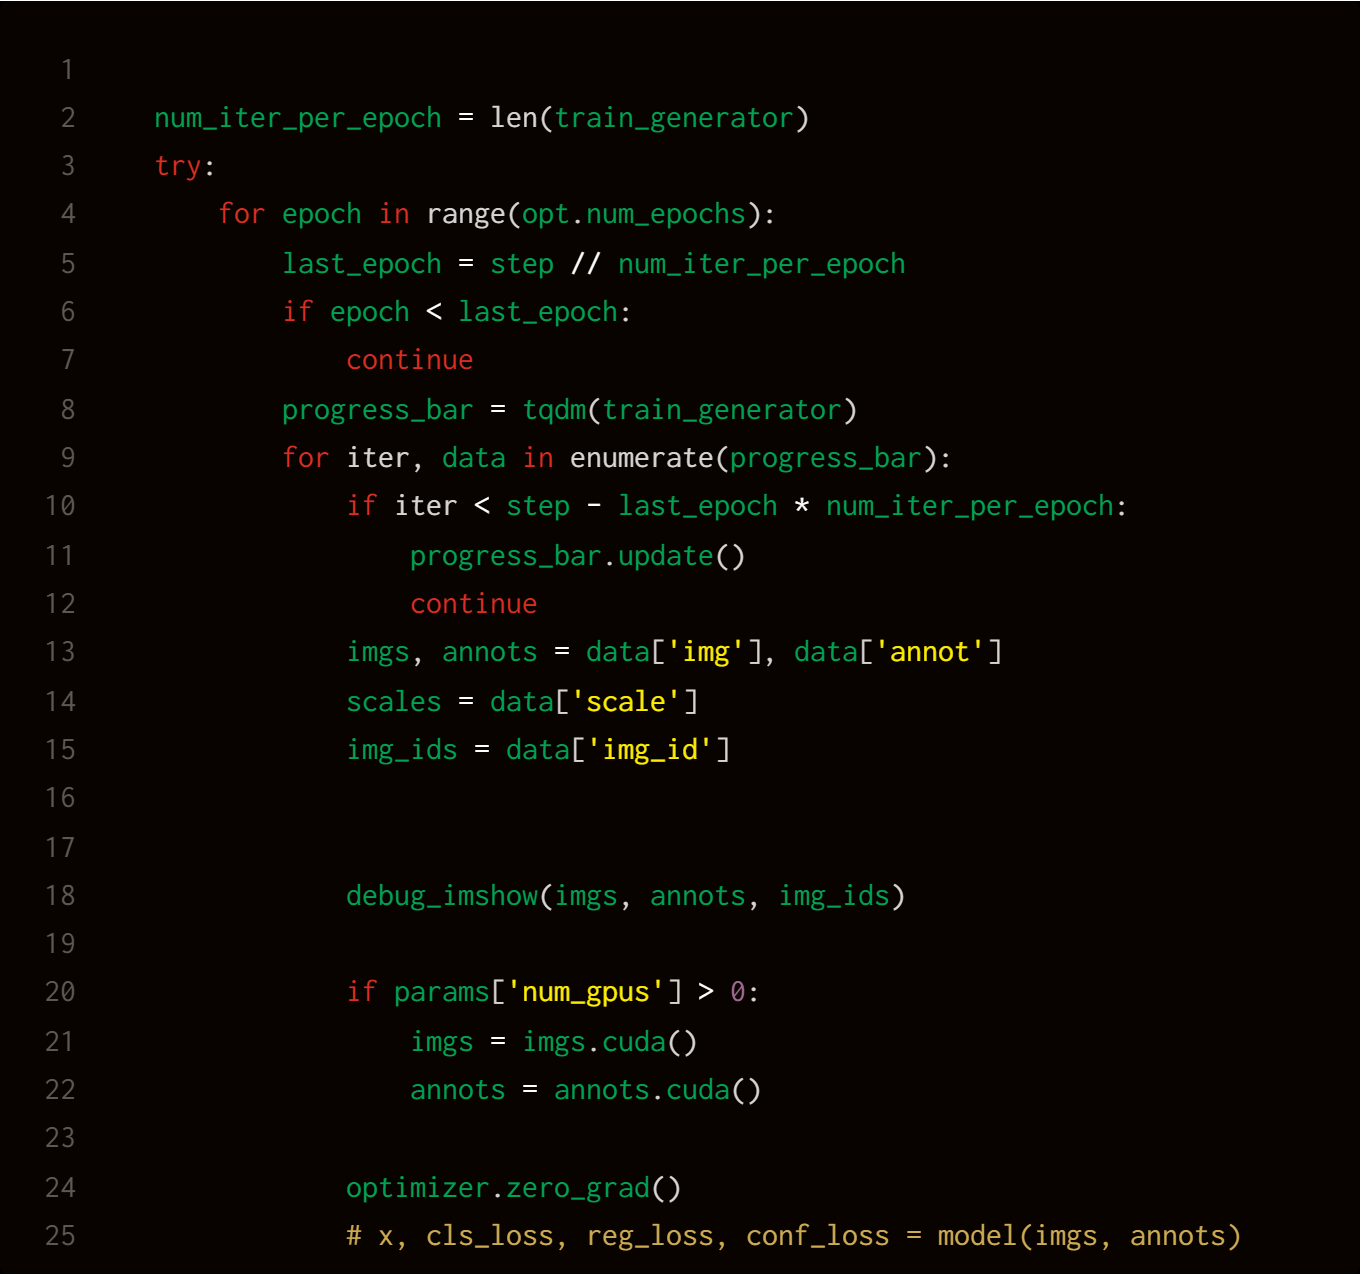 1
2     num_iter_per_epoch = len(train_generator)
3     try:
4         for epoch in range(opt.num_epochs):
5             last_epoch = step // num_iter_per_epoch
6             if epoch < last_epoch:
7                 continue
8             progress_bar = tqdm(train_generator)
9             for iter, data in enumerate(progress_bar):
10                 if iter < step - last_epoch * num_iter_per_epoch:
11                     progress_bar.update()
12                     continue
13                 imgs, annots = data['img'], data['annot']
14                 scales = data['scale']
15                 img_ids = data['img_id']
16
17
18                 debug_imshow(imgs, annots, img_ids)
19
20                 if params['num_gpus'] > 0:
21                     imgs = imgs.cuda()
22                     annots = annots.cuda()
23
24                 optimizer.zero_grad()
25                 # x, cls_loss, reg_loss, conf_loss = model(imgs, annots)